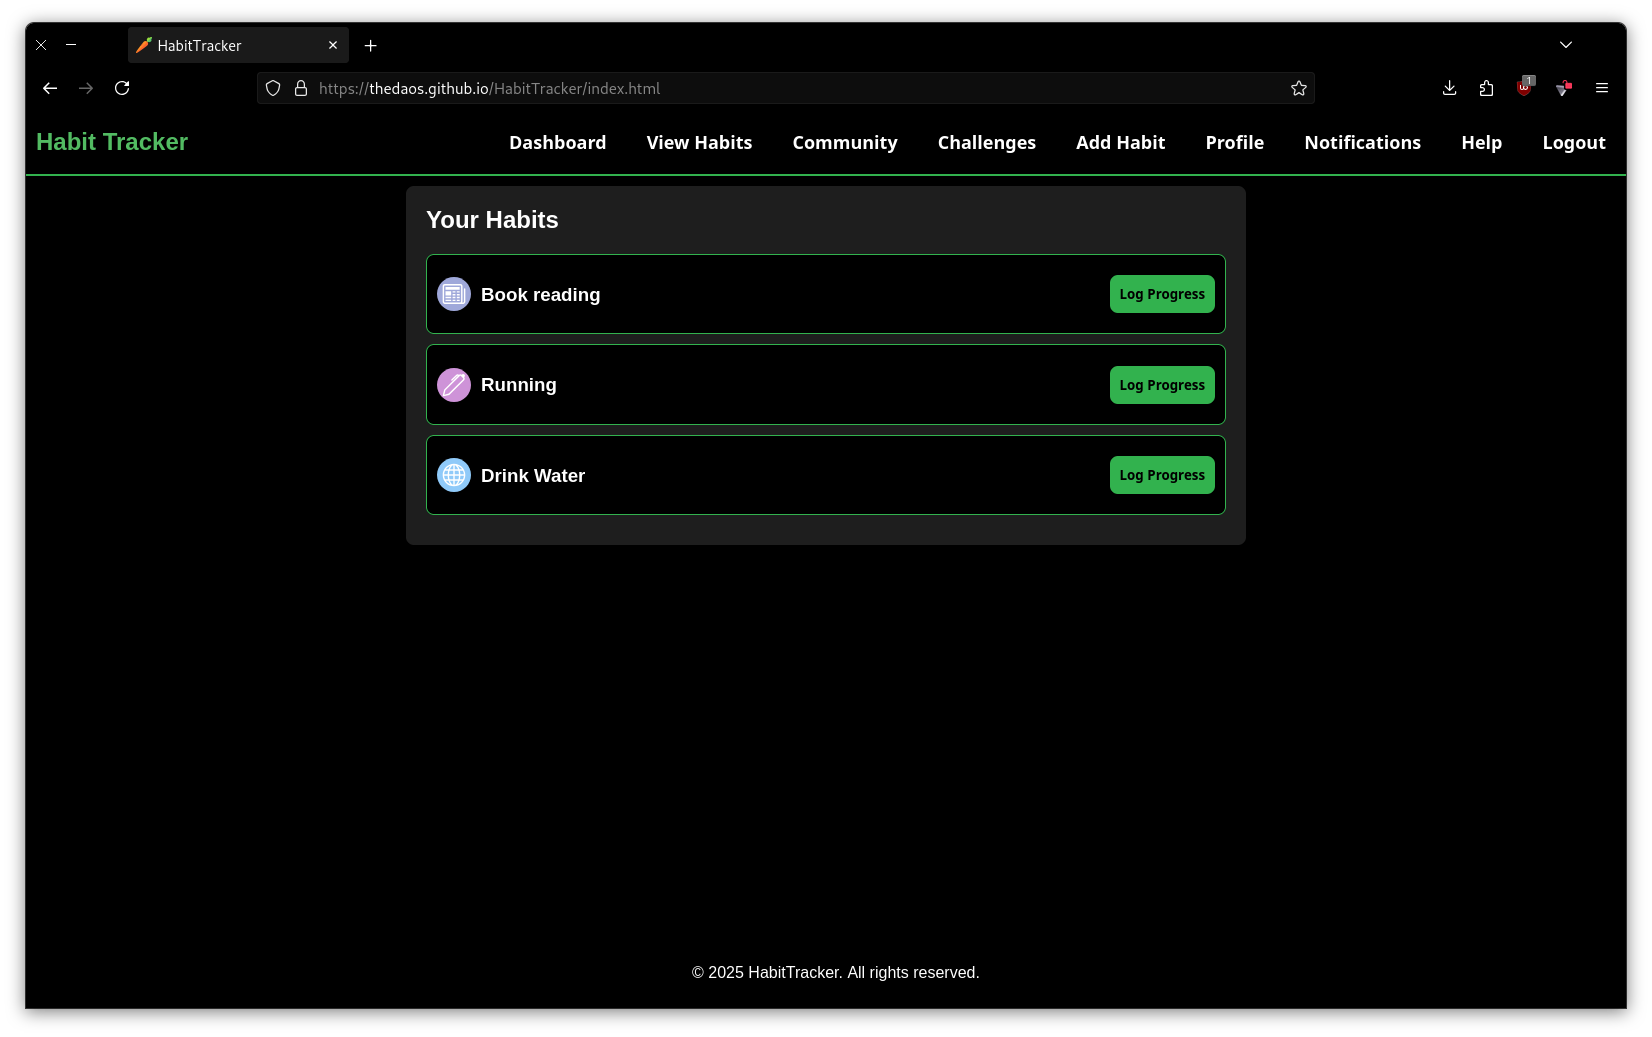 HabitTracker
https://thedaos.github.io/HabitTracker/index.html
1
Habit Tracker
Dashboard
View Habits
Community
Challenges
Add Habit
Profile
Notifications
Help
Logout
Your Habits
Book reading
Log Progress
Running
Log Progress
Drink Water
Log Progress
© 2025 HabitTracker. All rights reserved.